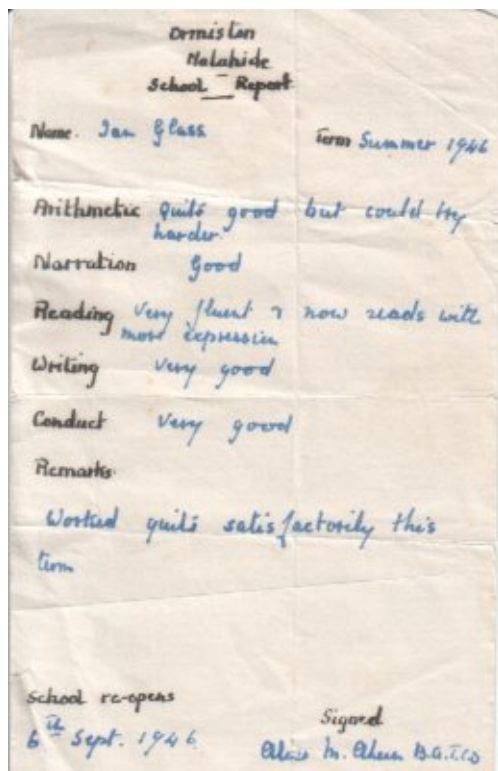 Ormiston
Malahide
School Report
Name. Ian Glass Term Summer 1946
Arithmetic Quite good but could try
harder.
Narration Good
Reading Very fluent & now reads with
more expression
Writing Very good
Conduct Very good
Remarks
Worked quite satisfactorily this
term
School re-opens
Signed
6th Sept. 1946.
M. B.A.